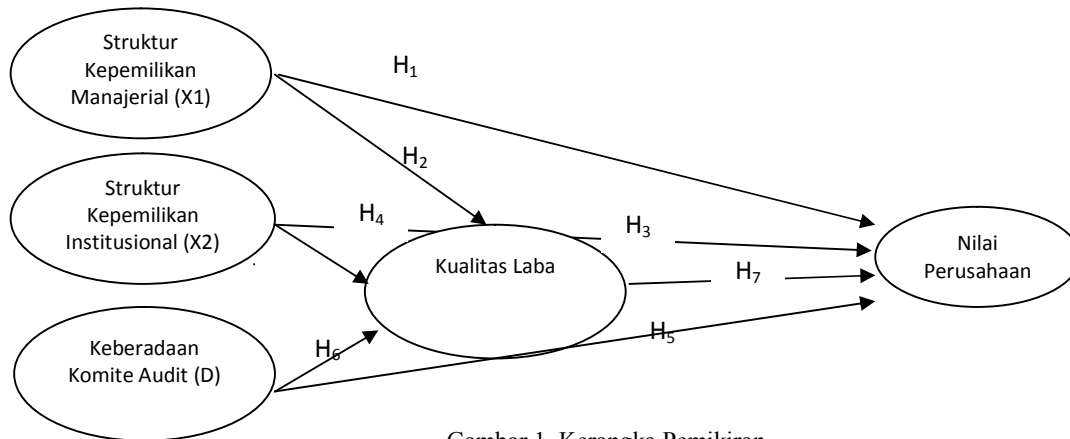 Struktur
Kepemilikan
Manajerial (X1)
H₁
H₂
Struktur
Kepemilikan
Institusional (X2)
H₄
H₃
Kualitas Laba
H₇
Nilai
Perusahaan
Keberadaan
Komite Audit (D)
H₆
H₅
Gambar 1. Kerangka Pemikiran